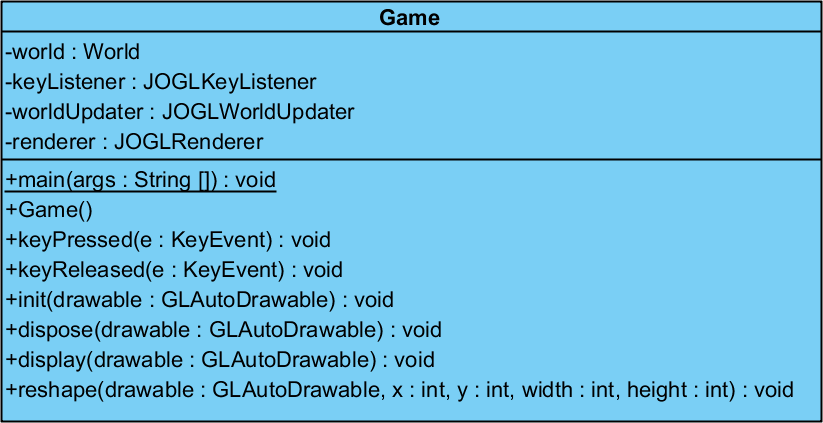 Game
-world : World
-keyListener : JOGLKeyListener
-worldUpdater : JOGLWorldUpdater
-renderer : JOGLRenderer
+main(args : String []) : void
+Game()
+keyPressed(e : KeyEvent) : void
+keyReleased(e : KeyEvent) : void
+init(drawable : GLAutoDrawable) : void
+dispose(drawable : GLAutoDrawable) : void
+display(drawable : GLAutoDrawable) : void
+reshape(drawable : GLAutoDrawable, x : int, y : int, width : int, height : int) : void